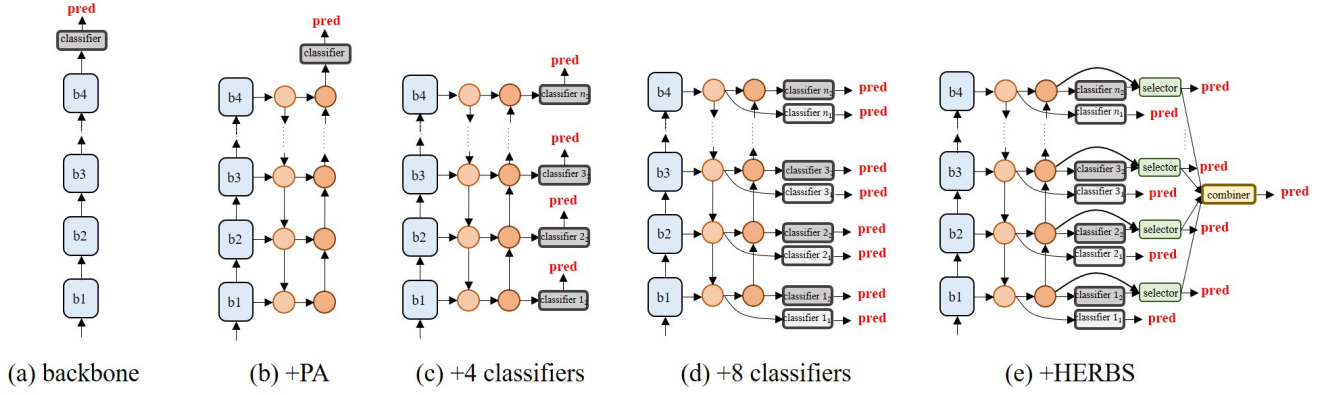 pred
classifier
b4
b3
b2
b1
(a) backbone
pred
classifier
b4
b3
b2
b1
(b) +PA
pred
b4
classifier n₂
pred
b3
classifier 3₂
pred
b2
classifier 2₂
pred
b1
classifier 1₂
(c) +4 classifiers
b4
classifier n₂ pred
classifier n₁ pred
b3
classifier 3₂ pred
classifier 3₁ pred
b2
classifier 2₂ pred
classifier 2₁ pred
b1
classifier 1₂ pred
classifier 1₁ pred
(d) +8 classifiers
b4
classifier n₂ selector pred
classifier n₁ pred
b3
classifier 3₂ selector pred
classifier 3₁ pred
combiner pred
b2
classifier 2₂ selector pred
classifier 2₁ pred
b1
classifier 1₂ selector pred
classifier 1₁ pred
(e) +HERBS